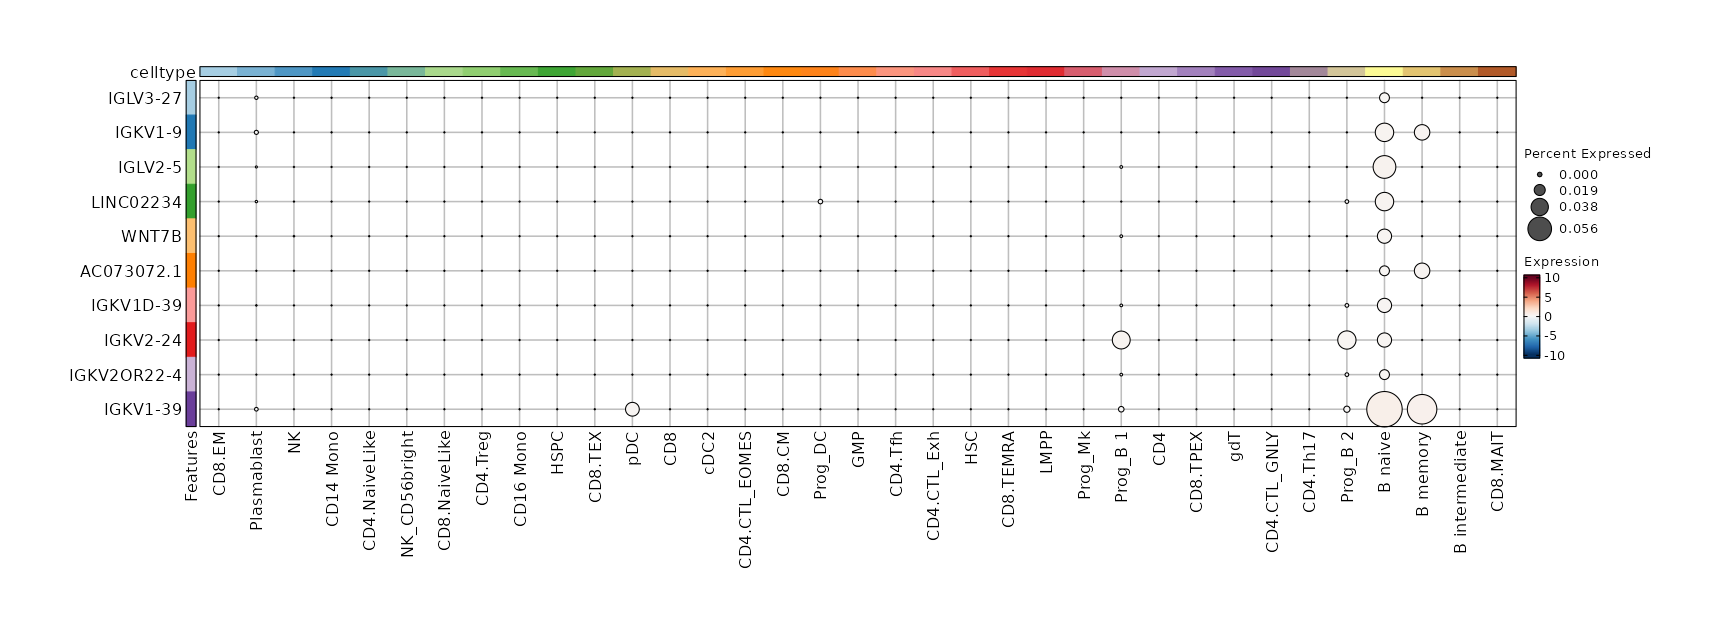 celltype
IGLV3-27
IGKV1-9
IGLV2-5
LINC02234
WNT7B
AC073072.1
IGKV1D-39
IGKV2-24
IGKV2OR22-4
IGKV1-39
Features
CD8.EM
Plasmablast
NK
CD14 Mono
CD4.NaiveLike
NK_CD56bright
CD8.NaiveLike
CD4.Treg
CD16 Mono
HSPC
CD8.TEX
pDC
CD8
cDC2
CD4.CTL_EOMES
CD8.CM
Prog_DC
GMP
CD4.Tfh
CD4.CTL_Exh
HSC
CD8.TEMRA
LMPP
Prog_Mk
Prog_B 1
CD4
CD8.TPEX
gdT
CD4.CTL_GNLY
CD4.Th17
Prog_B 2
B naive
B memory
B intermediate
CD8.MAIT
Percent Expressed
0.000
0.019
0.038
0.056
Expression
10
5
0
-5
-10